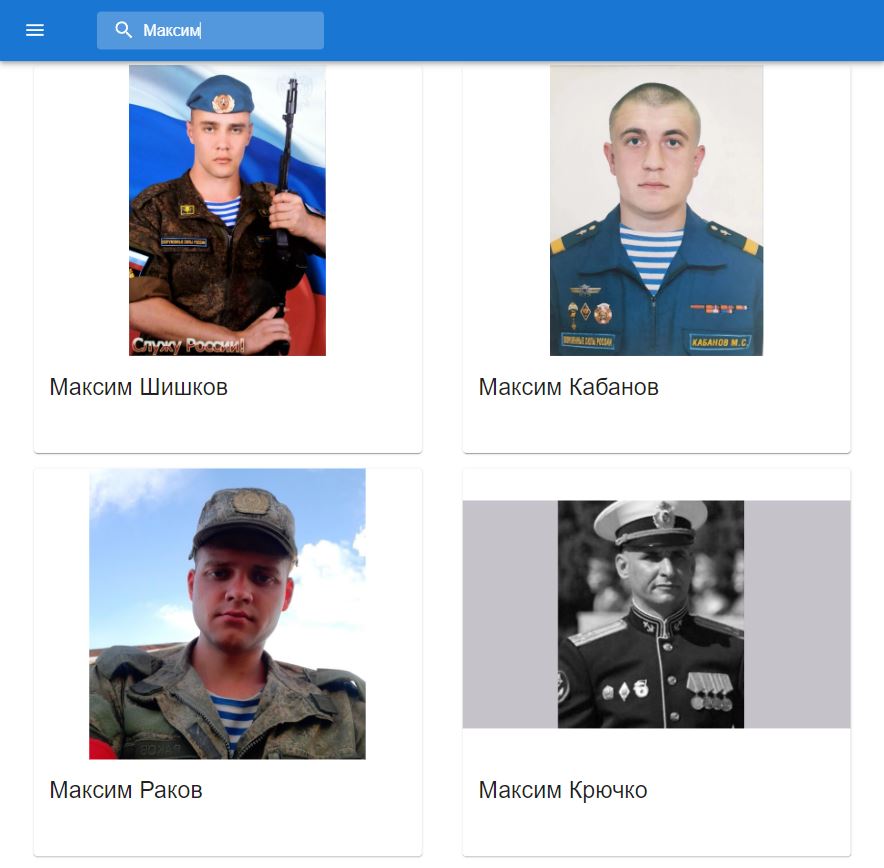 Максим
ВООРУЖЕННЫЕ СИЛЫ РОССИИ
Служу России!
ВООРУЖЕННЫЕ СИЛЫ РОССИИ
КАБАНОВ М.С.
Максим Шишков
Максим Кабанов
РАКОВ
Максим Раков
Максим Крючко